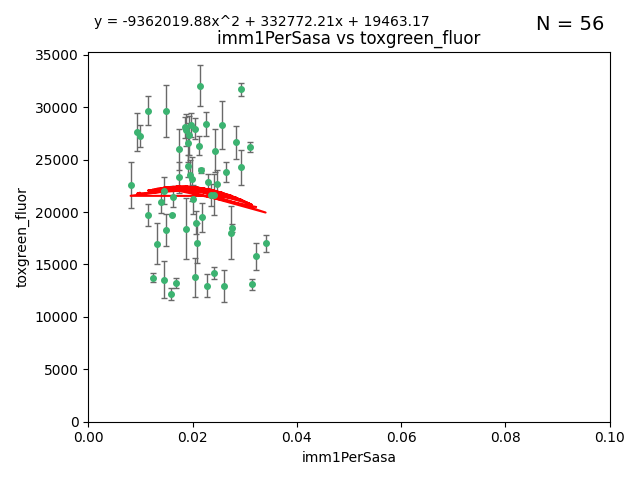 y = -9362019.88x^2 + 332772.21x + 19463.17
N = 56
imm1PerSasa vs toxgreen_fluor
35000
30000
25000
20000
15000
10000
5000
0
toxgreen_fluor
0.00 0.02 0.04 0.06 0.08 0.10
imm1PerSasa